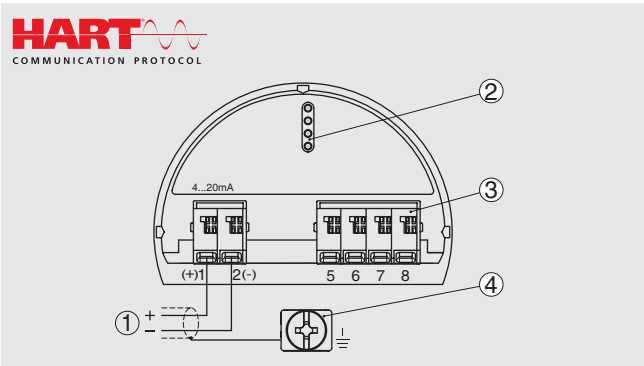 HART
COMMUNICATION PROTOCOL
2
4...20mA
3
(+)1 2(-) 5 6 7 8
4
1 +
−